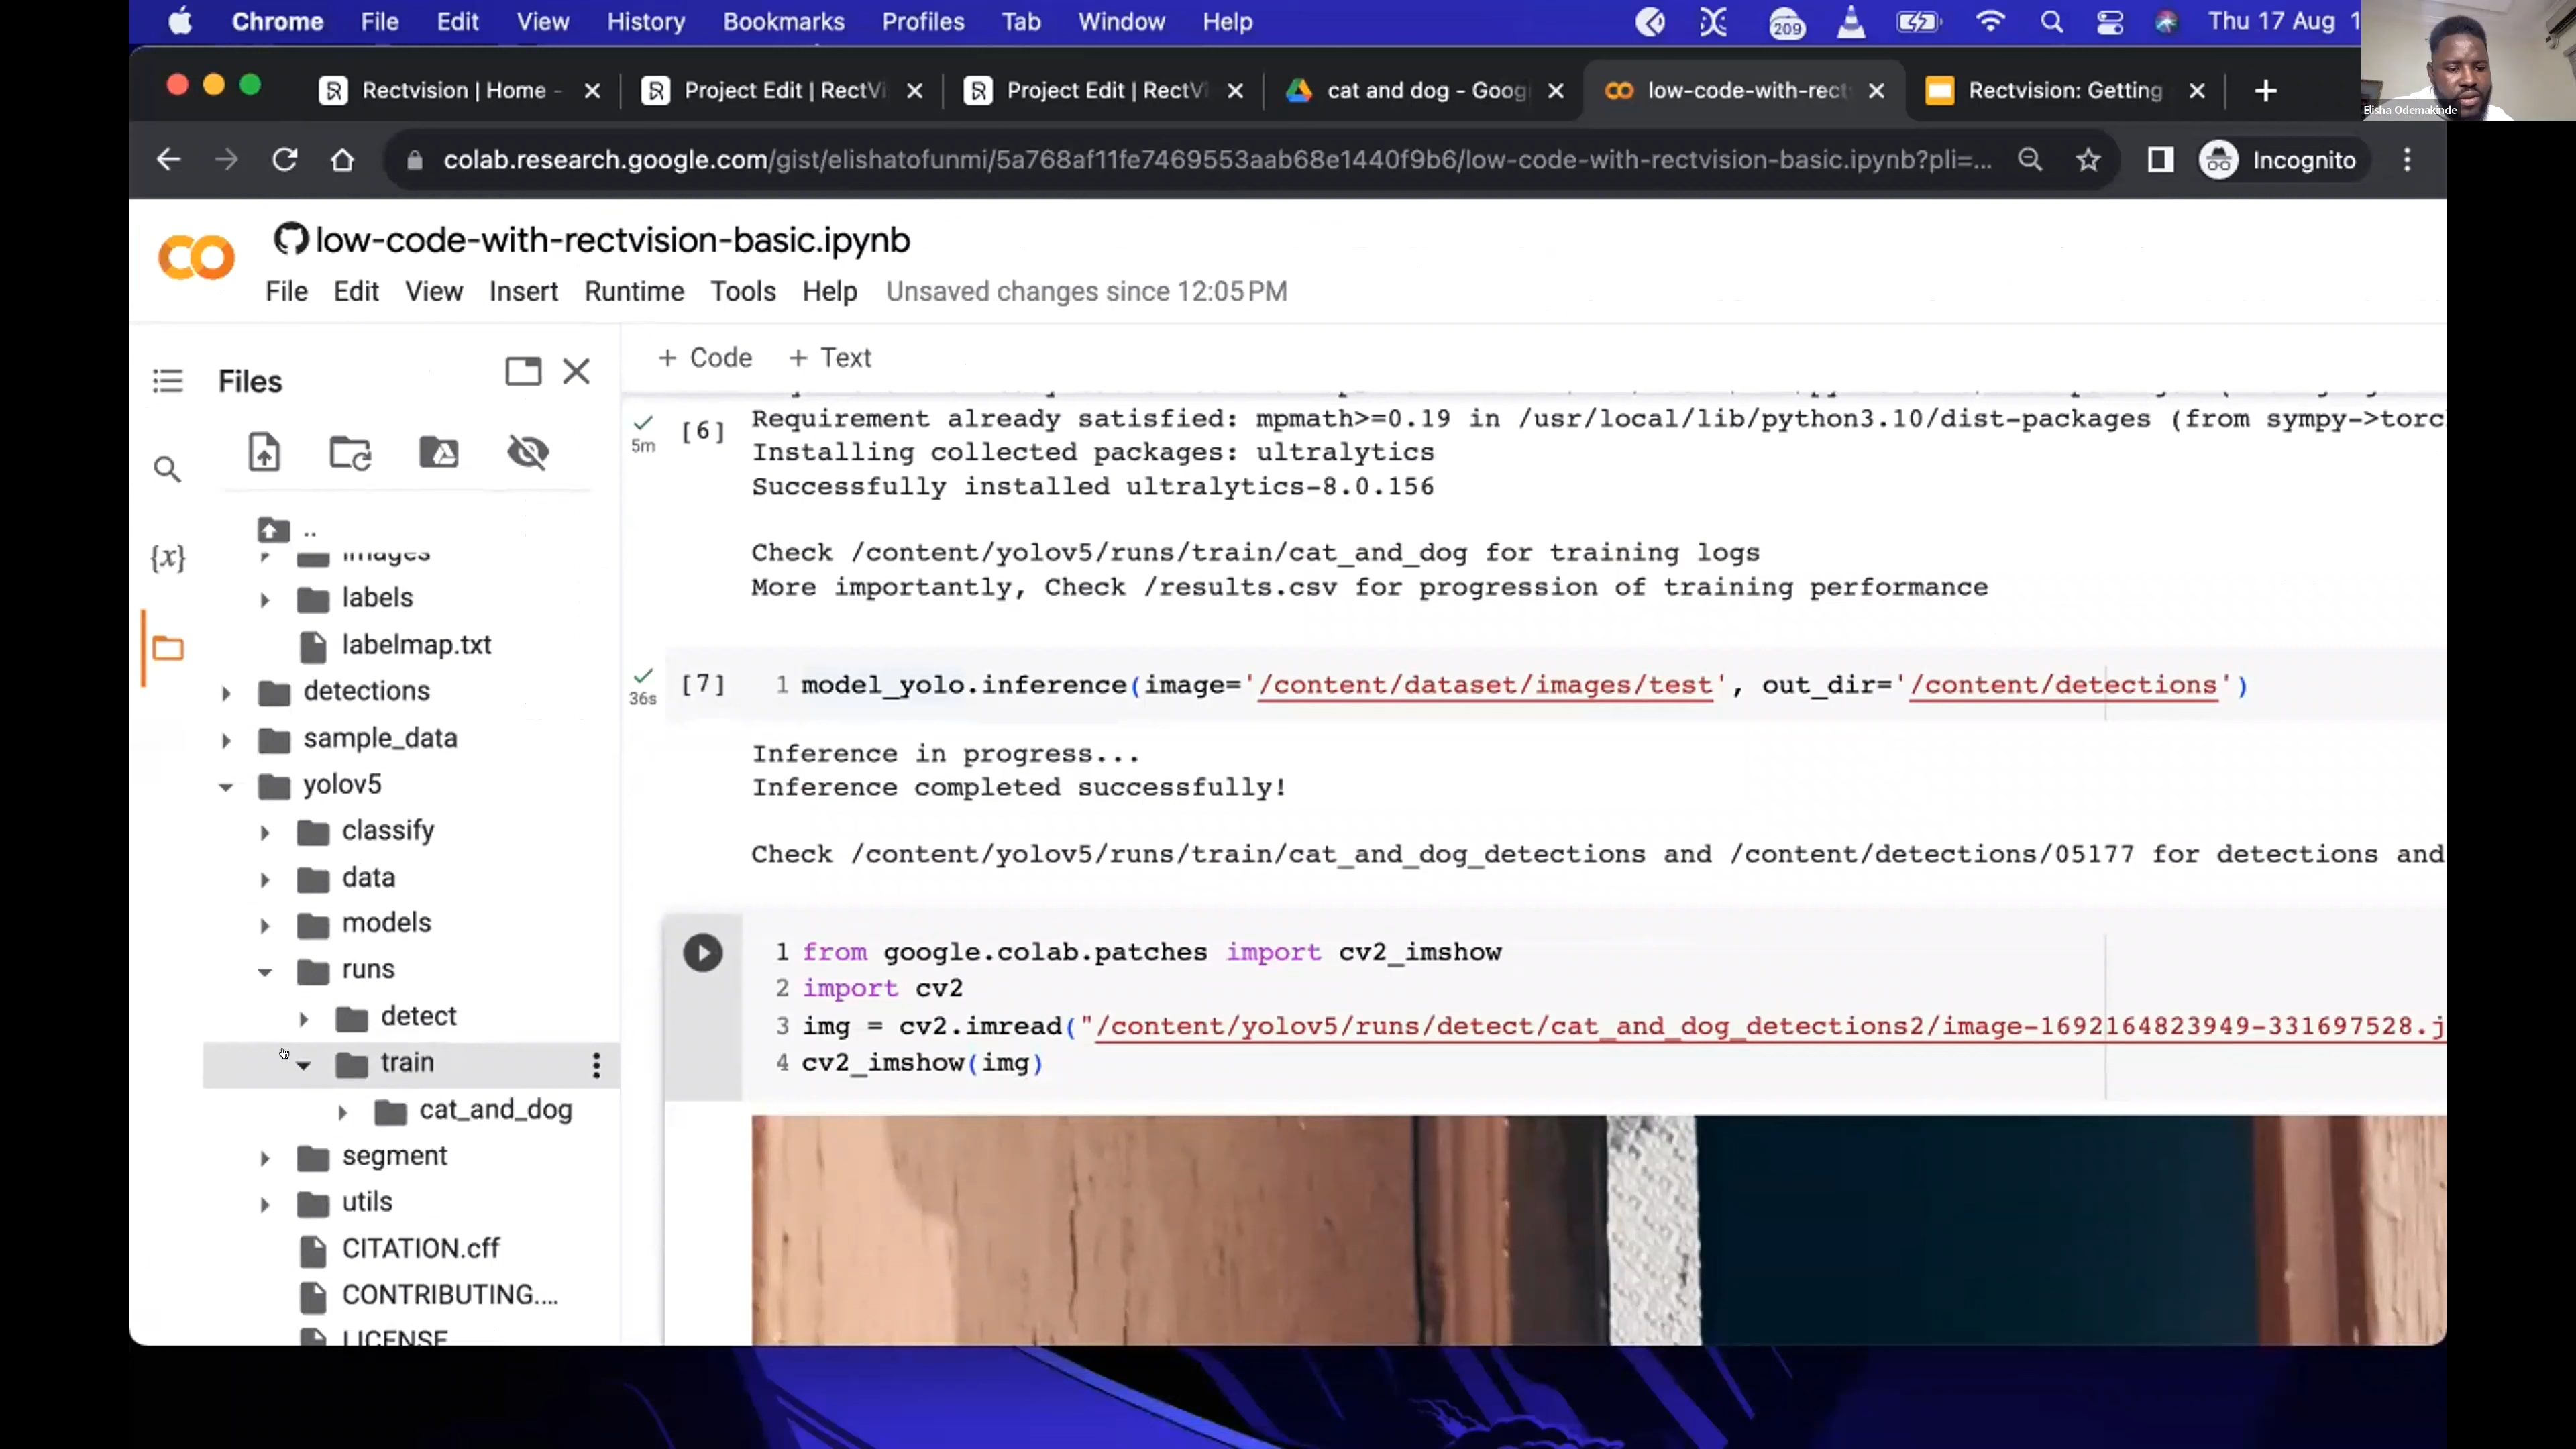 Chrome File Edit View History Bookmarks Profiles Tab Window Help 209 Thu 17 Aug 1
Elisha Odemakinde
Rectvision | Home - Project Edit | RectVi Project Edit | RectVi cat and dog - Goog low-code-with-rect Rectvision: Getting
colab.research.google.com/gist/elishatofunmi/5a768af11fe7469553aab68e1440f9b6/low-code-with-rectvision-basic.ipynb?pli=... Incognito
low-code-with-rectvision-basic.ipynb
File Edit View Insert Runtime Tools Help Unsaved changes since 12:05 PM
Files
+ Code + Text
..
images
labels
labelmap.txt
detections
sample_data
yolov5
classify
data
models
runs
detect
train
cat_and_dog
segment
utils
CITATION.cff
CONTRIBUTING....
LICENSE
{x}
5m [6] Requirement already satisfied: mpmath>=0.19 in /usr/local/lib/python3.10/dist-packages (from sympy->torc
Installing collected packages: ultralytics
Successfully installed ultralytics-8.0.156
Check /content/yolov5/runs/train/cat_and_dog for training logs
More importantly, Check /results.csv for progression of training performance
36s [7] 1 model_yolo.inference(image='/content/dataset/images/test', out_dir='/content/detections')
Inference in progress...
Inference completed successfully!
Check /content/yolov5/runs/train/cat_and_dog_detections and /content/detections/05177 for detections and
1 from google.colab.patches import cv2_imshow
2 import cv2
3 img = cv2.imread("/content/yolov5/runs/detect/cat_and_dog_detections2/image-1692164823949-331697528.j
4 cv2_imshow(img)